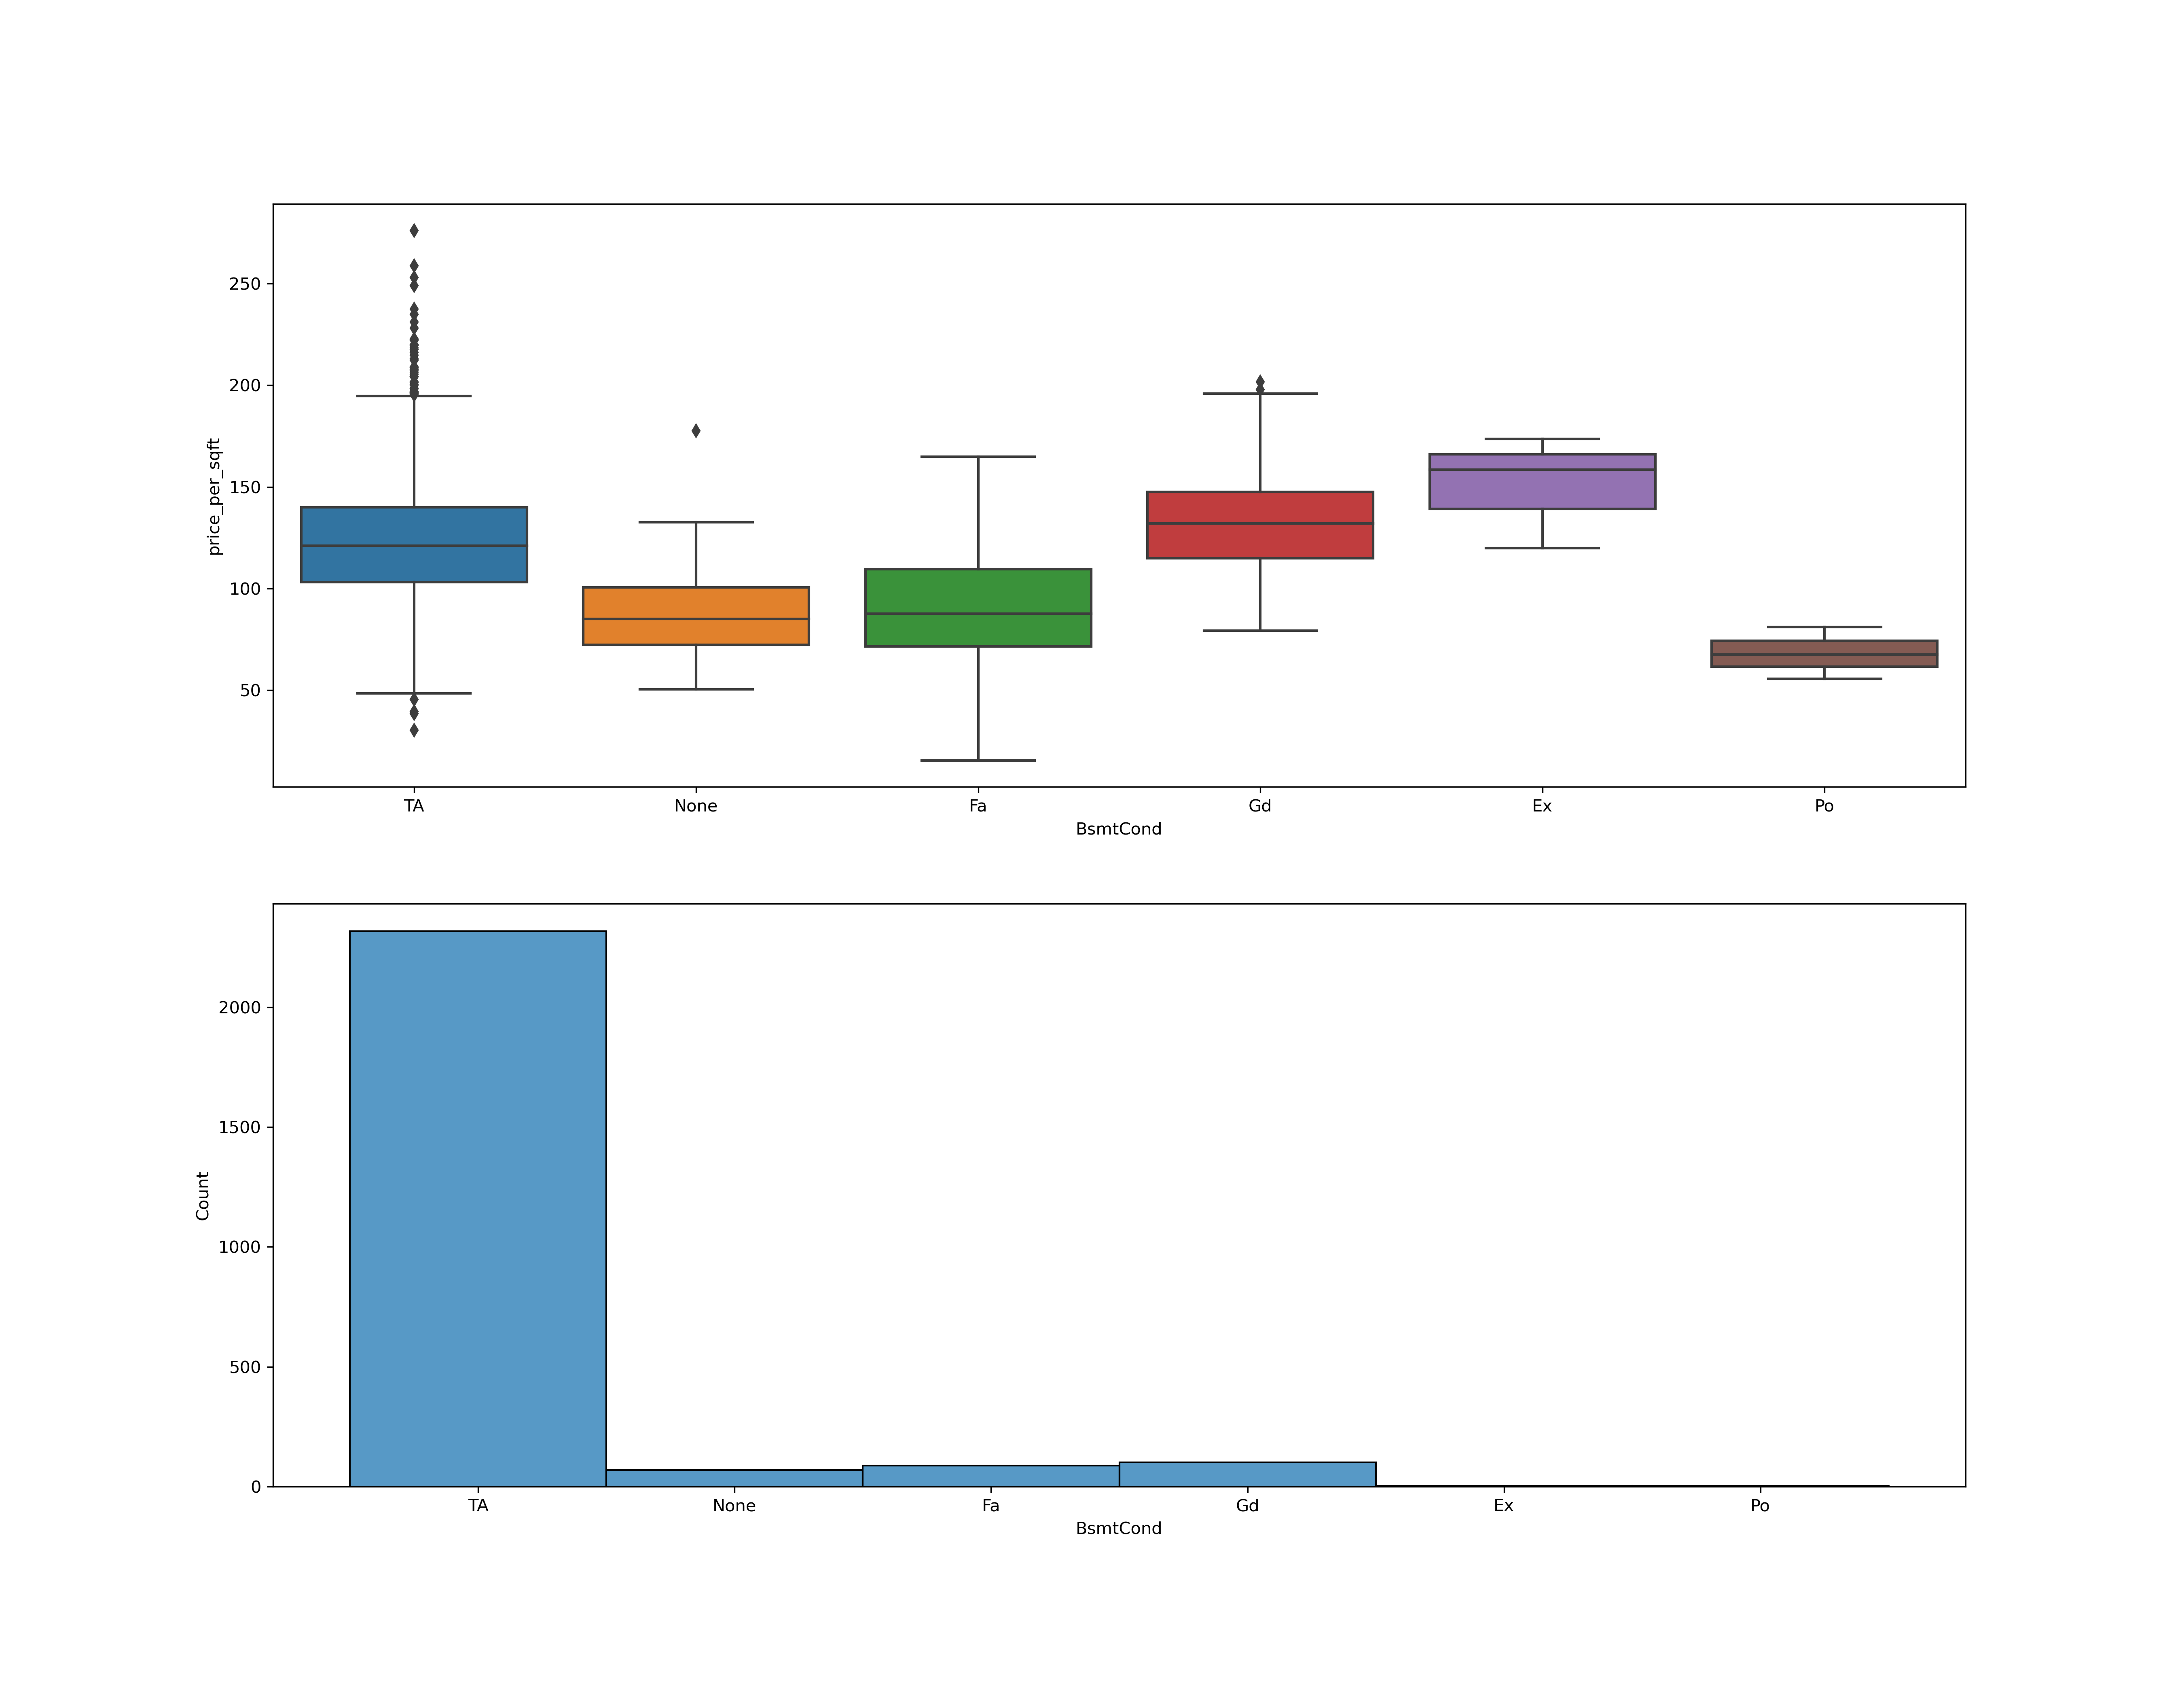 250
200
150
100
50
price_per_sqft
TA None Fa Gd Ex Po
BsmtCond
2000
1500
1000
500
0
Count
TA None Fa Gd Ex Po
BsmtCond